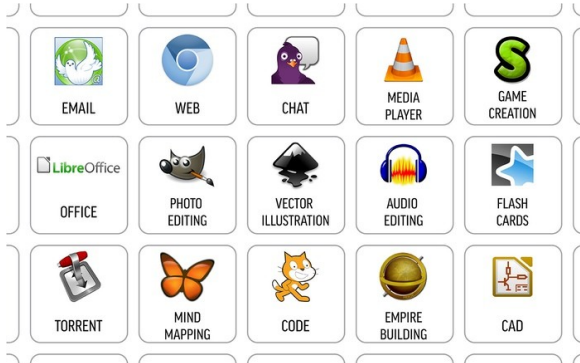 EMAIL
WEB
CHAT
MEDIA
PLAYER
GAME
CREATION
LibreOffice
OFFICE
PHOTO
EDITING
VECTOR
ILLUSTRATION
AUDIO
EDITING
FLASH
CARDS
TORRENT
MIND
MAPPING
CODE
EMPIRE
BUILDING
CAD